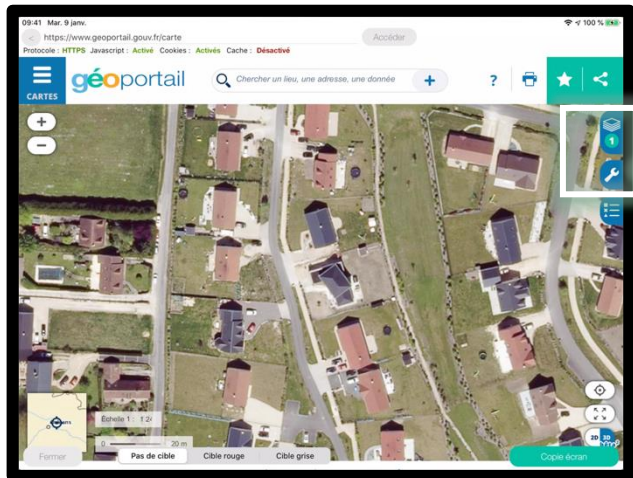 09:41 Mar. 9 janv.
100 %
< https://www.geoportail.gouv.fr/carte
Accéder
Protocole : HTTPS Javascript : Activé Cookies : Activés Cache : Désactivé
CARTES
géoportail
Chercher un lieu, une adresse, une donnée
+
?
+
1
−
Échelle 1 :
0 20 m
2D 3D
Fermer
Pas de cible
Cible rouge
Cible grise
Copie écran